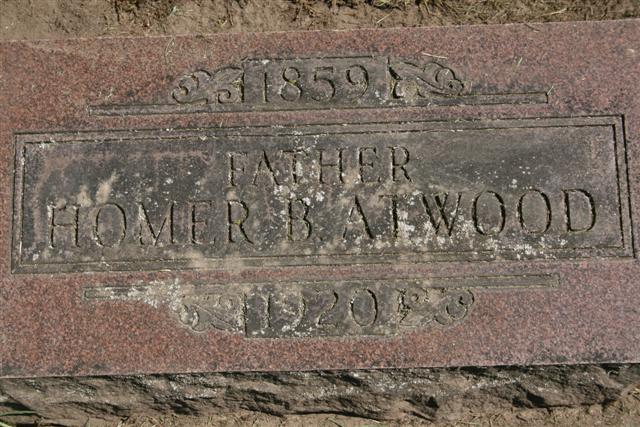 1859
FATHER
HOMER B. ATWOOD
1920